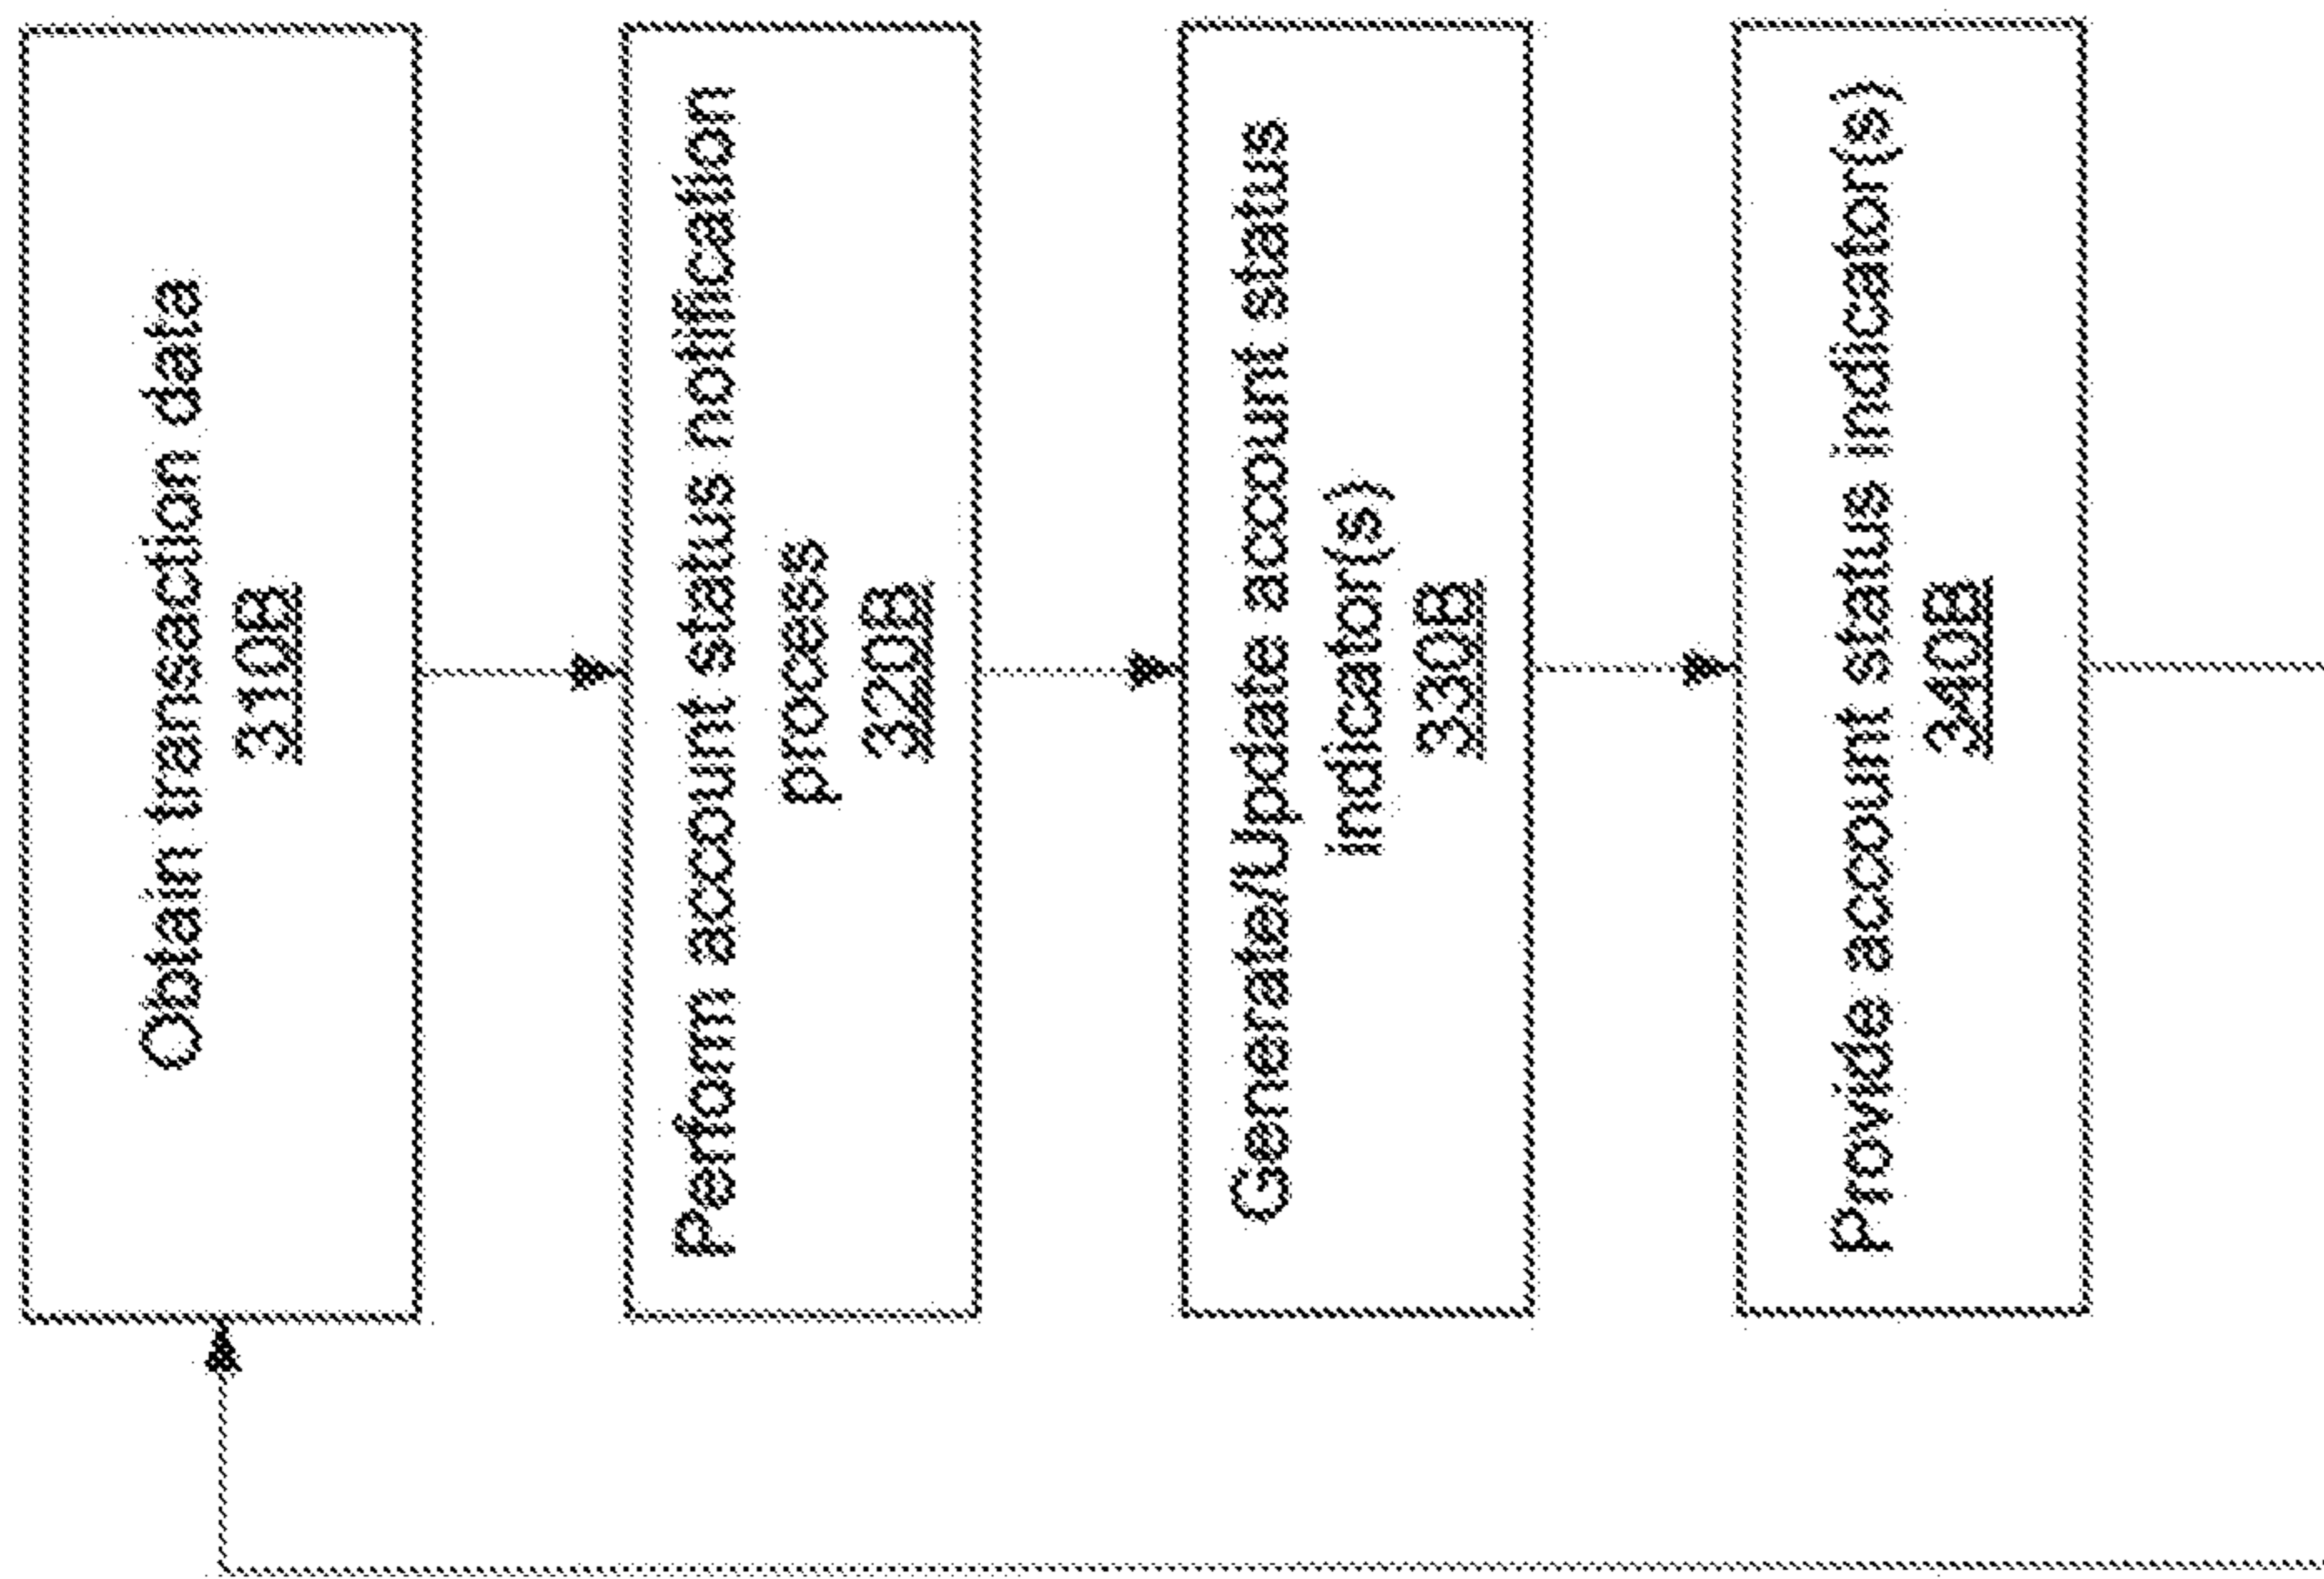 Obtain transaction data
310B
Perform account status notification
process
320B
Generate/Update account status
indicator(s)
330B
Provide account status indicator(s)
340B